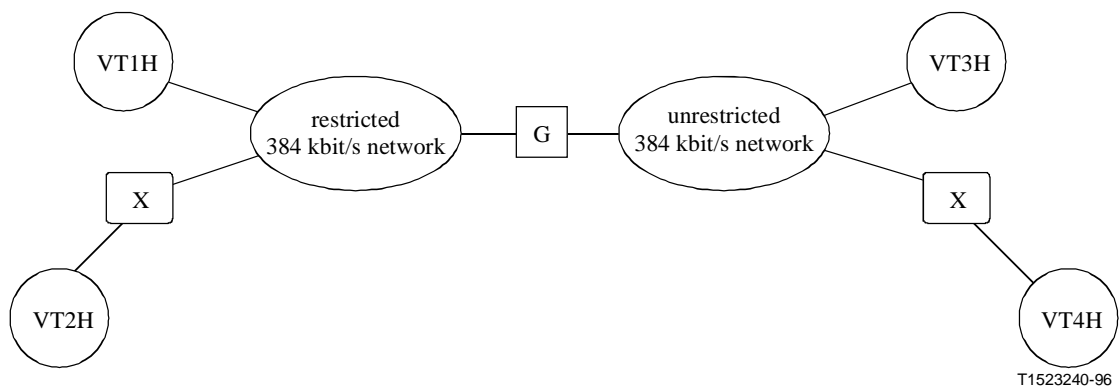 VT1H
VT3H
restricted
384 kbit/s network
G
unrestricted
384 kbit/s network
X
X
VT2H
VT4H
T1523240-96